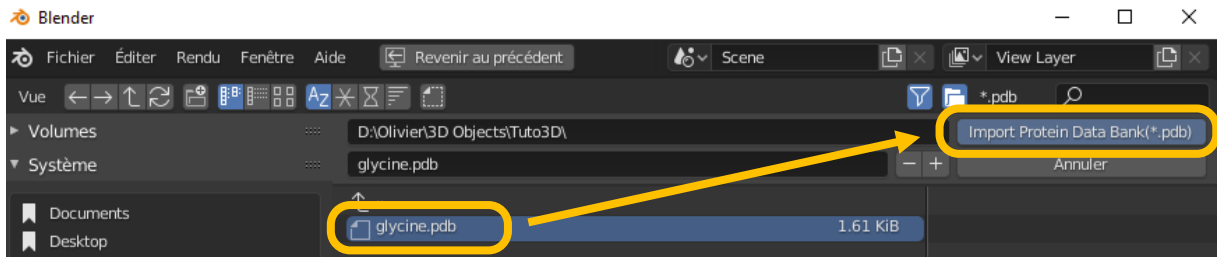 Blender
Fichier Éditer Rendu Fenêtre Aide Revenir au précédent Scene View Layer
Vue *.pdb
Volumes D:\Olivier\3D Objects\Tuto3D\ Import Protein Data Bank(*.pdb)
Système glycine.pdb Annuler
..
Documents glycine.pdb 1.61 KiB
Desktop